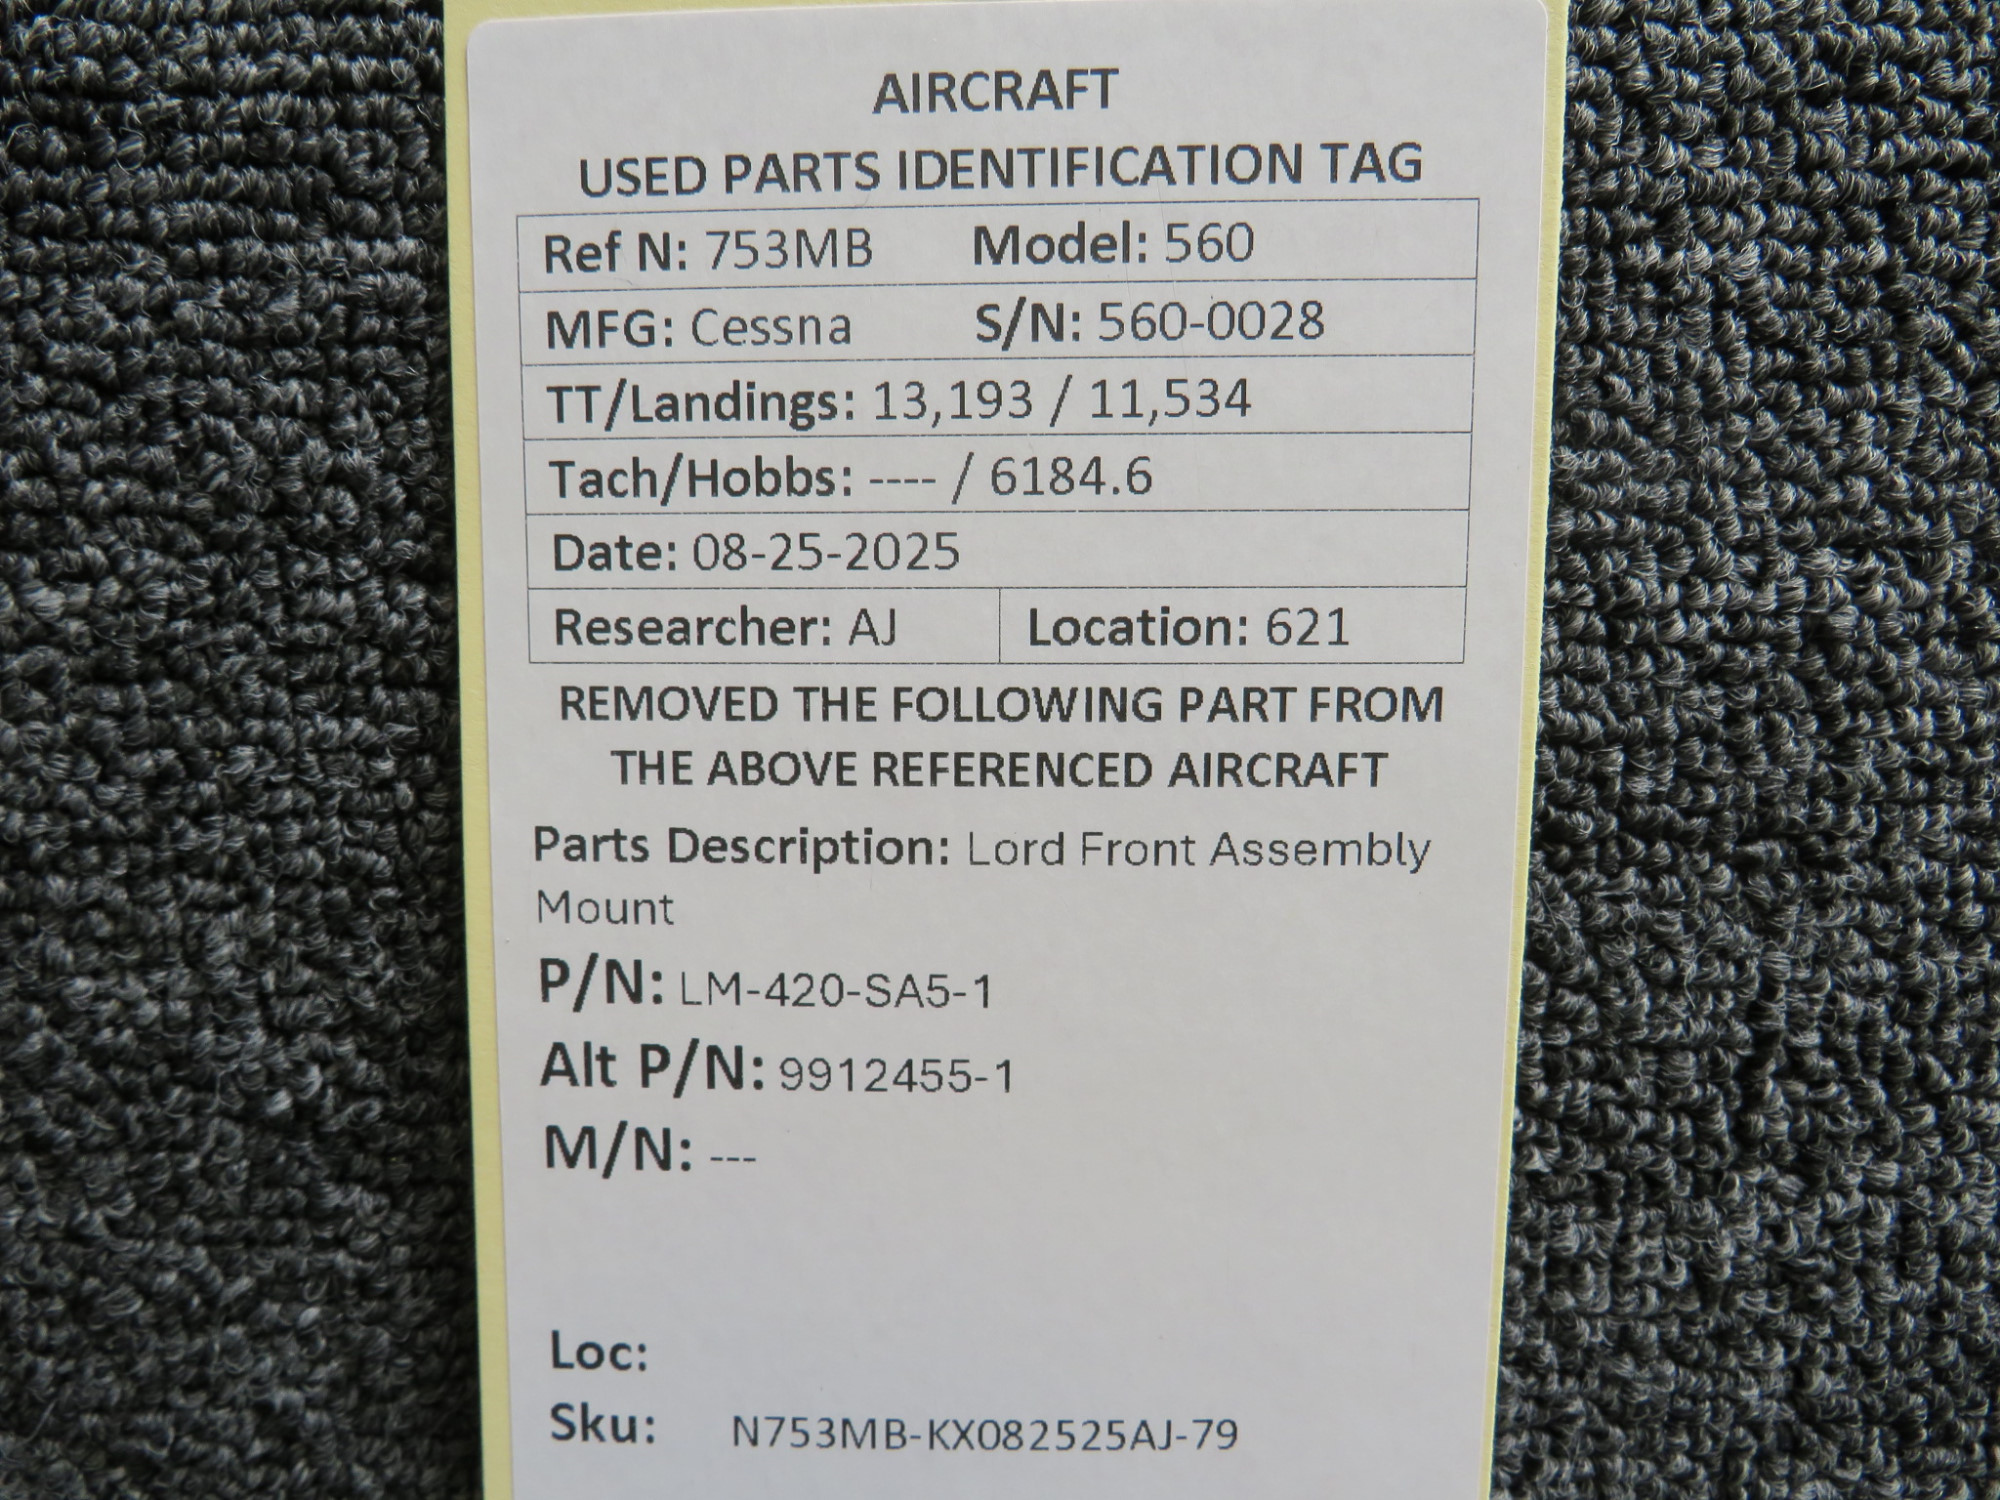 AIRCRAFT
USED PARTS IDENTIFICATION TAG
Ref N: 753MB Model: 560
MFG: Cessna S/N: 560-0028
TT/Landings: 13,193 / 11,534
Tach/Hobbs: ---- / 6184.6
Date: 08-25-2025
Researcher: AJ Location: 621
REMOVED THE FOLLOWING PART FROM
THE ABOVE REFERENCED AIRCRAFT
Parts Description: Lord Front Assembly
Mount
P/N: LM-420-SA5-1
Alt P/N: 9912455-1
M/N: ---
Loc:
Sku: N753MB-KX082525AJ-79